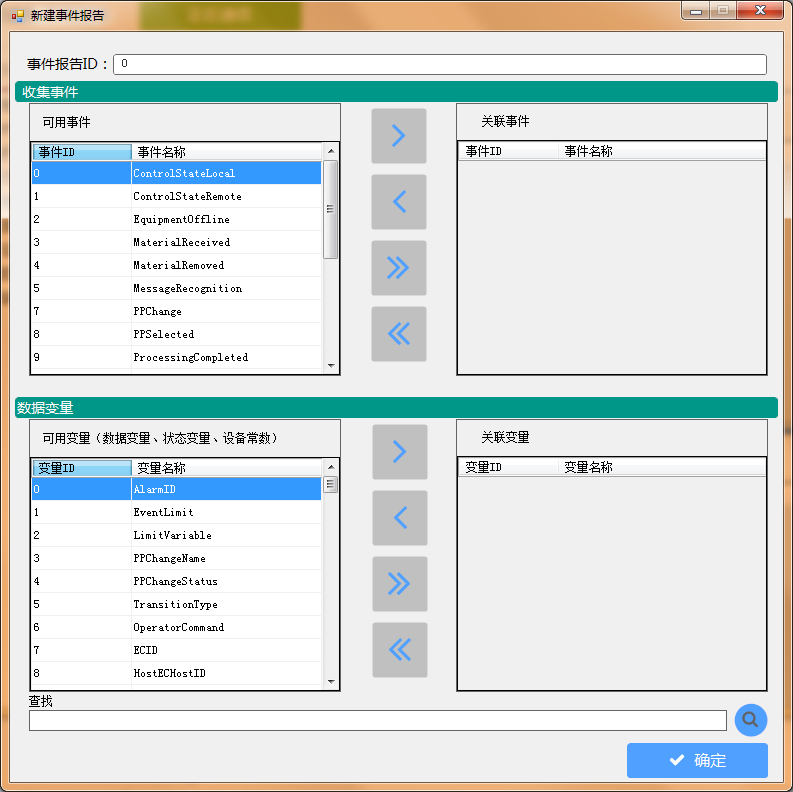 新建事件报告
事件报告ID： 0
收集事件
可用事件
事件ID 事件名称
0 ControlStateLocal
1 ControlStateRemote
2 EquipmentOffline
3 MaterialReceived
4 MaterialRemoved
5 MessageRecognition
7 PPChange
8 PPSelected
9 ProcessingCompleted
关联事件
事件ID 事件名称
数据变量
可用变量（数据变量、状态变量、设备常数）
变量ID 变量名称
0 AlarmID
1 EventLimit
2 LimitVariable
3 PPChangeName
4 PPChangeStatus
5 TransitionType
6 OperatorCommand
7 ECID
8 HostECHostID
关联变量
变量ID 变量名称
查找
确定